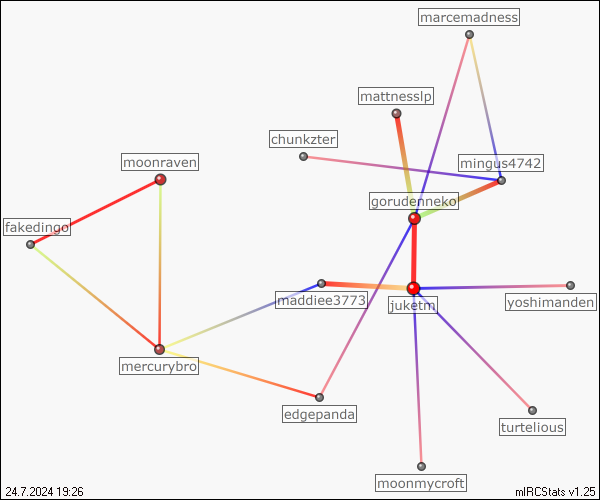 marcemadness
mattnesslp
chunkzter
moonraven
mingus4742
gorudenneko
fakedingo
maddiee3773
juketm
yoshimanden
mercurybro
edgepanda
turtelious
moonmycroft
24.7.2024 19:26
mIRCStats v1.25